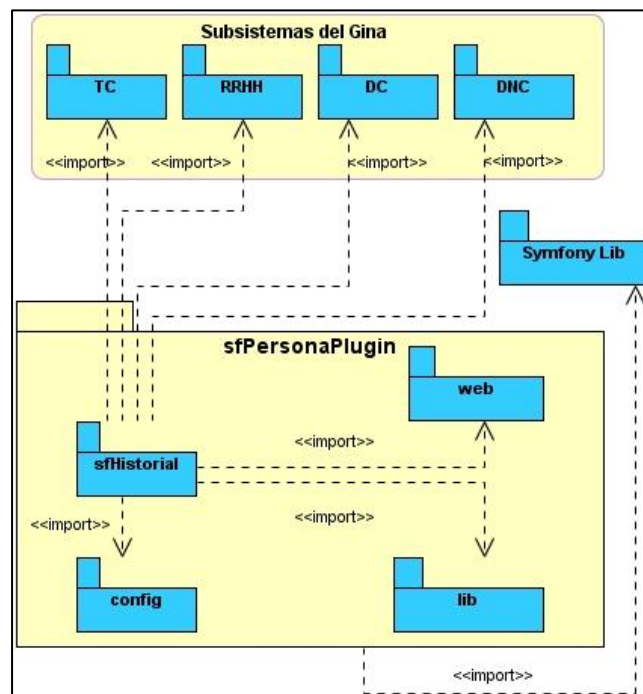 Subsistemas del Gina
TC
RRHH
DC
DNC
<<import>>
<<import>>
<<import>>
<<import>>
Symfony Lib
sfPersonaPlugin
web
<<import>>
sfHistorial
<<import>>
<<import>>
config
lib
<<import>>